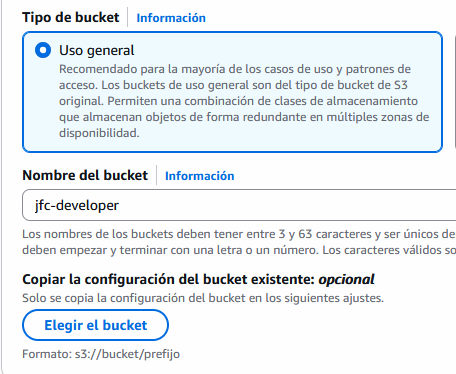 Tipo de bucket Información
Uso general
Recomendado para la mayoría de los casos de uso y patrones de
acceso. Los buckets de uso general son del tipo de bucket de S3
original. Permiten una combinación de clases de almacenamiento
que almacenan objetos de forma redundante en múltiples zonas de
disponibilidad.
Nombre del bucket Información
jfc-developer
Los nombres de los buckets deben tener entre 3 y 63 caracteres y ser únicos de
deben empezar y terminar con una letra o un número. Los caracteres válidos so
Copiar la configuración del bucket existente: opcional
Solo se copia la configuración del bucket en los siguientes ajustes.
Elegir el bucket
Formato: s3://bucket/prefijo